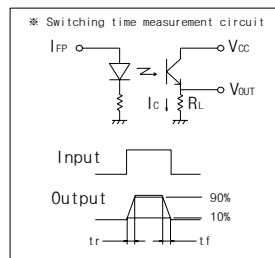 ※ Switching time measurement circuit
IFP
VCC
VOUT
IC ↓ RL
Input
Output
90%
10%
tr
tf